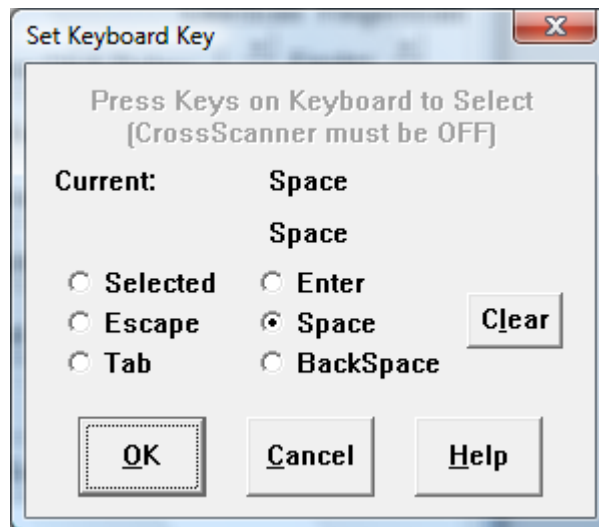 Set Keyboard Key
Press Keys on Keyboard to Select
(CrossScanner must be OFF)
Current: Space
Space
Selected Enter
Escape Space
Tab BackSpace
Clear
OK Cancel Help